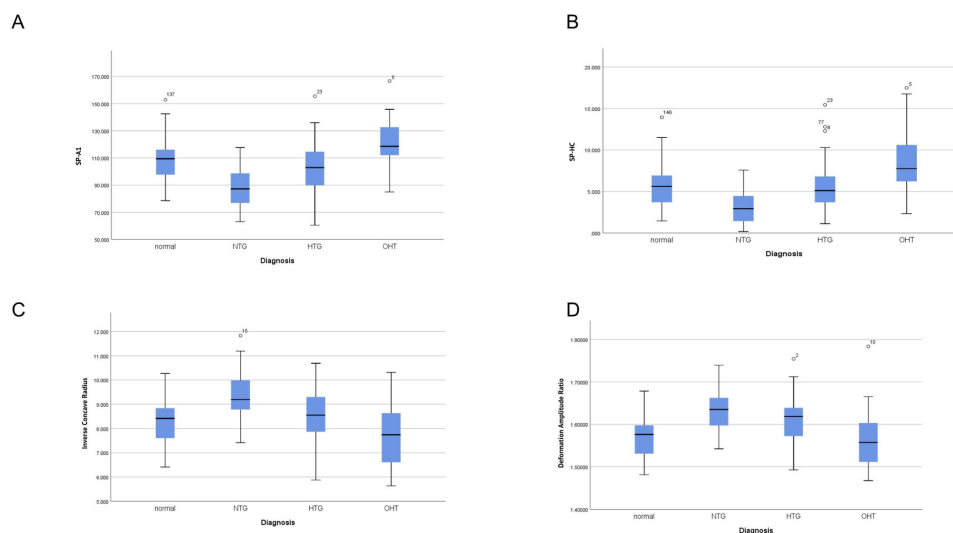 A
170.000
150.000
130.000
110.000
90.000
70.000
50.000
SP-A1
137
23
6
normal NTG HTG OHT
Diagnosis
B
20.000
15.000
10.000
5.000
.000
SP-HC
146
23
77
5
normal NTG HTG OHT
Diagnosis
C
12.000
11.000
10.000
9.000
8.000
7.000
6.000
5.000
Inverse Concave Radius
15
normal NTG HTG OHT
Diagnosis
D
1.80000
1.70000
1.60000
1.50000
1.40000
Deformation Amplitude Ratio
2
10
normal NTG HTG OHT
Diagnosis